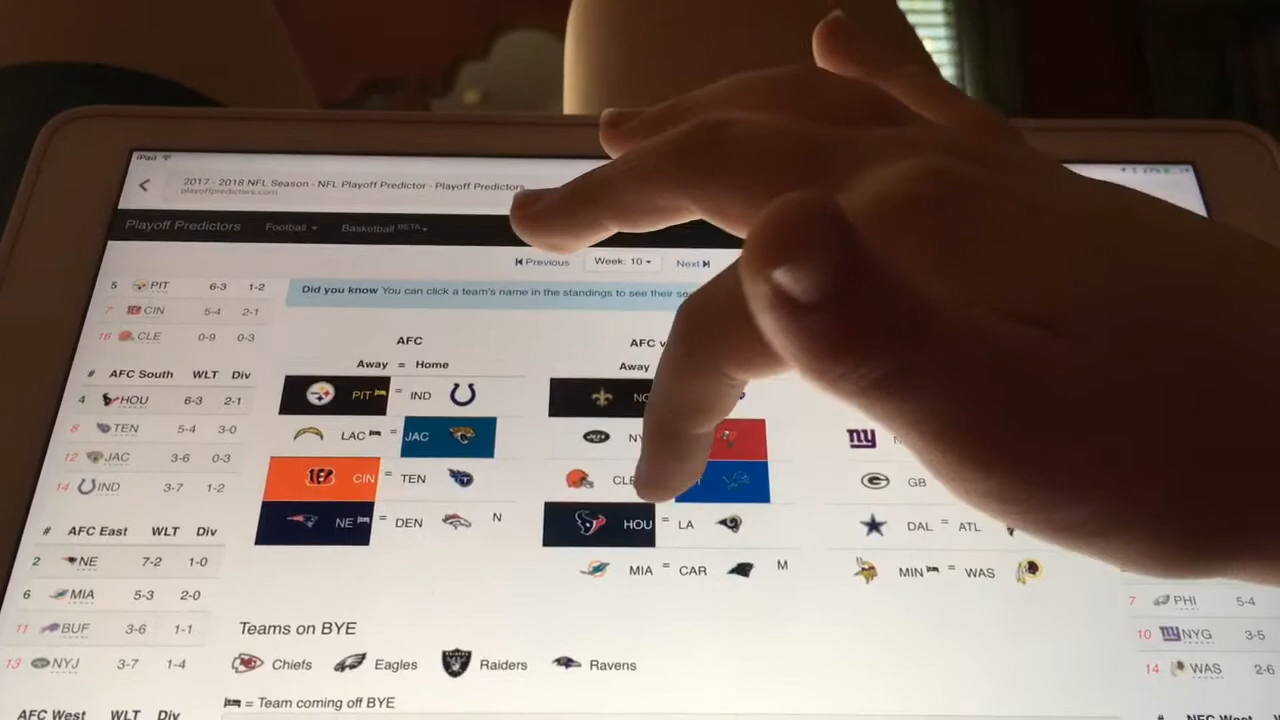 iPad
2017 - 2018 NFL Season - NFL Playoff Predictor - Playoff Predictors
playoffpredictors.com
Playoff Predictors Football Basketball BETA
Previous Week: 10 Next
5 PIT 6-3 1-2
7 CIN 5-4 2-1
16 CLE 0-9 0-3
# AFC South WLT Div
4 HOU 6-3 2-1
8 TEN 5-4 3-0
12 JAC 3-6 0-3
14 IND 3-7 1-2
# AFC East WLT Div
2 NE 7-2 1-0
6 MIA 5-3 2-0
11 BUF 3-6 1-1
13 NYJ 3-7 1-4
AFC West WLT Div
Did you know You can click a team's name in the standings to see their
AFC
Away = Home
PIT = IND
LAC = JAC
CIN = TEN
NE = DEN N
AFC
Away
NY
CLE
HOU = LA
MIA = CAR M
GB
DAL = ATL
MIN = WAS
Teams on BYE
Chiefs Eagles Raiders Ravens
= Team coming off BYE
7 PHI 5-4
10 NYG 3-5
14 WAS 2-6
# NFC West WLT